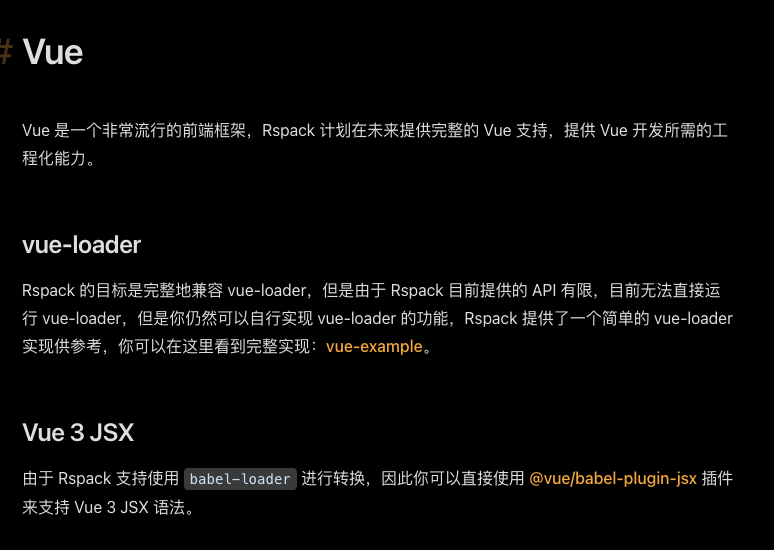 # Vue
Vue 是一个非常流行的前端框架，Rspack 计划在未来提供完整的 Vue 支持，提供 Vue 开发所需的工
程化能力。
vue-loader
Rspack 的目标是完整地兼容 vue-loader，但是由于 Rspack 目前提供的 API 有限，目前无法直接运
行 vue-loader，但是你仍然可以自行实现 vue-loader 的功能，Rspack 提供了一个简单的 vue-loader
实现供参考，你可以在这里看到完整实现：vue-example。
Vue 3 JSX
由于 Rspack 支持使用 babel-loader 进行转换，因此你可以直接使用 @vue/babel-plugin-jsx 插件
来支持 Vue 3 JSX 语法。